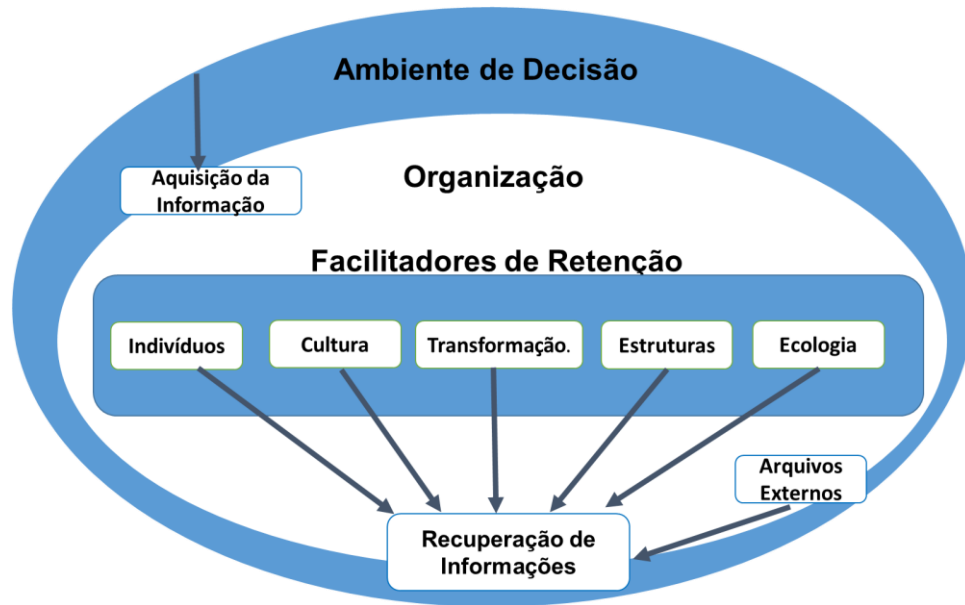 Ambiente de Decisão
Aquisição da
Informação
Organização
Facilitadores de Retenção
Indivíduos
Cultura
Transformação.
Estruturas
Ecologia
Arquivos
Externos
Recuperação de
Informações